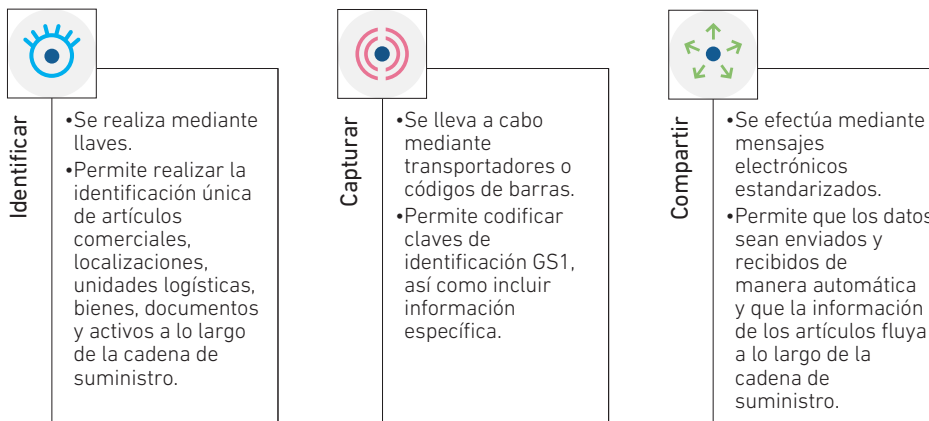 Identificar
•Se realiza mediante
llaves.
•Permite realizar la
identificación única
de artículos
comerciales,
localizaciones,
unidades logísticas,
bienes, documentos
y activos a lo largo
de la cadena de
suministro.
Capturar
•Se lleva a cabo
mediante
transportadores o
códigos de barras.
•Permite codificar
claves de
identificación GS1,
así como incluir
información
específica.
Compartir
•Se efectúa mediante
mensajes
electrónicos
estandarizados.
•Permite que los datos
sean enviados y
recibidos de
manera automática
y que la información
de los artículos fluya
a lo largo de la
cadena de
suministro.